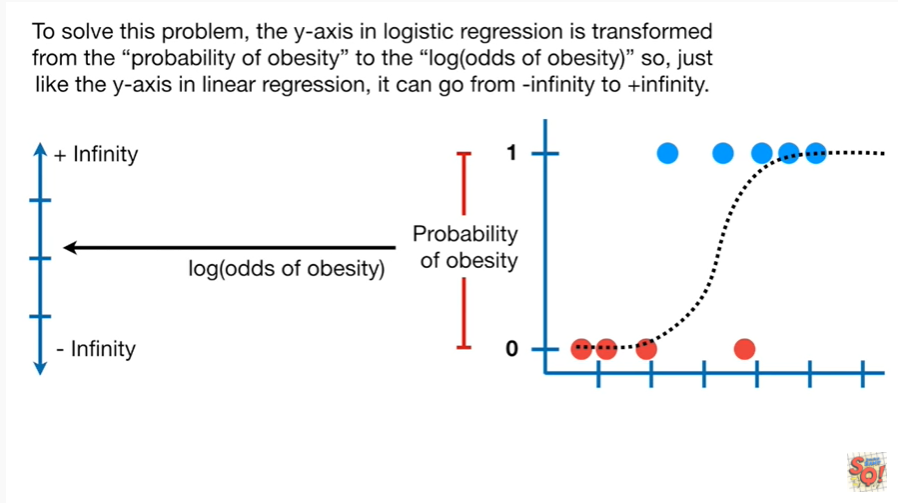 To solve this problem, the y-axis in logistic regression is transformed
from the “probability of obesity” to the “log(odds of obesity)” so, just
like the y-axis in linear regression, it can go from -infinity to +infinity.
+ Infinity
log(odds of obesity)
- Infinity
Probability
of obesity
1
0
SQ!